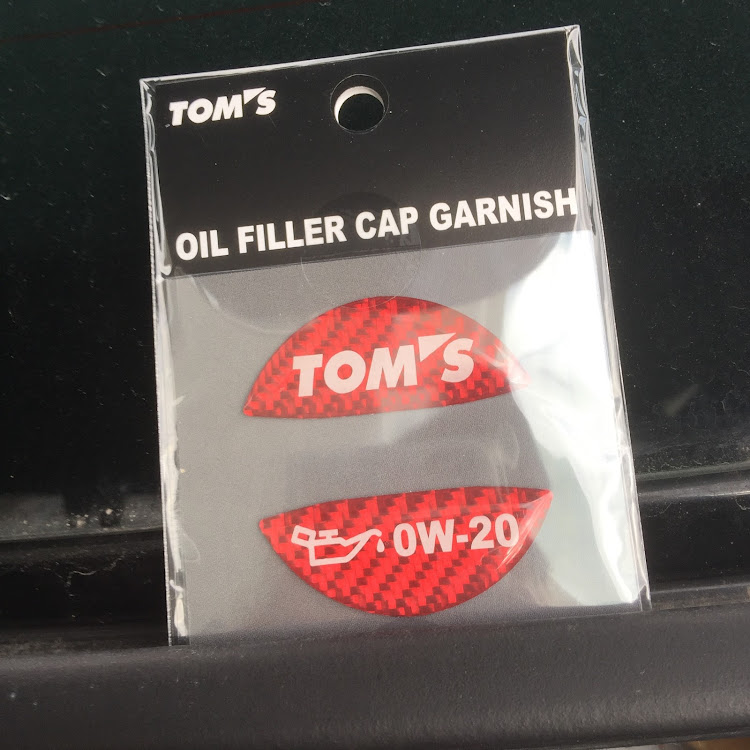 TOM'S
OIL FILLER CAP GARNISH
TOM'S
0W-20